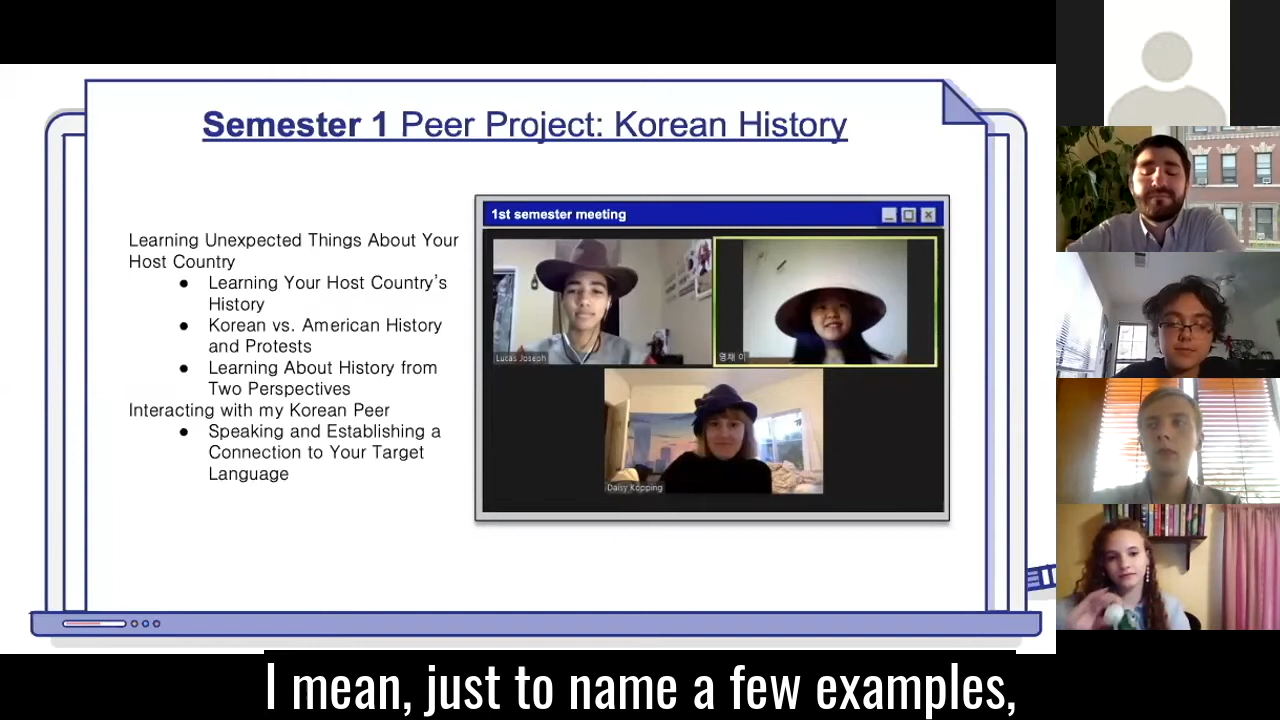 Semester 1 Peer Project: Korean History
Learning Unexpected Things About Your
Host Country
● Learning Your Host Country's
History
● Korean vs. American History
and Protests
● Learning About History from
Two Perspectives
Interacting with my Korean Peer
● Speaking and Establishing a
Connection to Your Target
Language
1st semester meeting
Lucas Joseph
영채 이
Daisy Kopping
I mean, just to name a few examples,